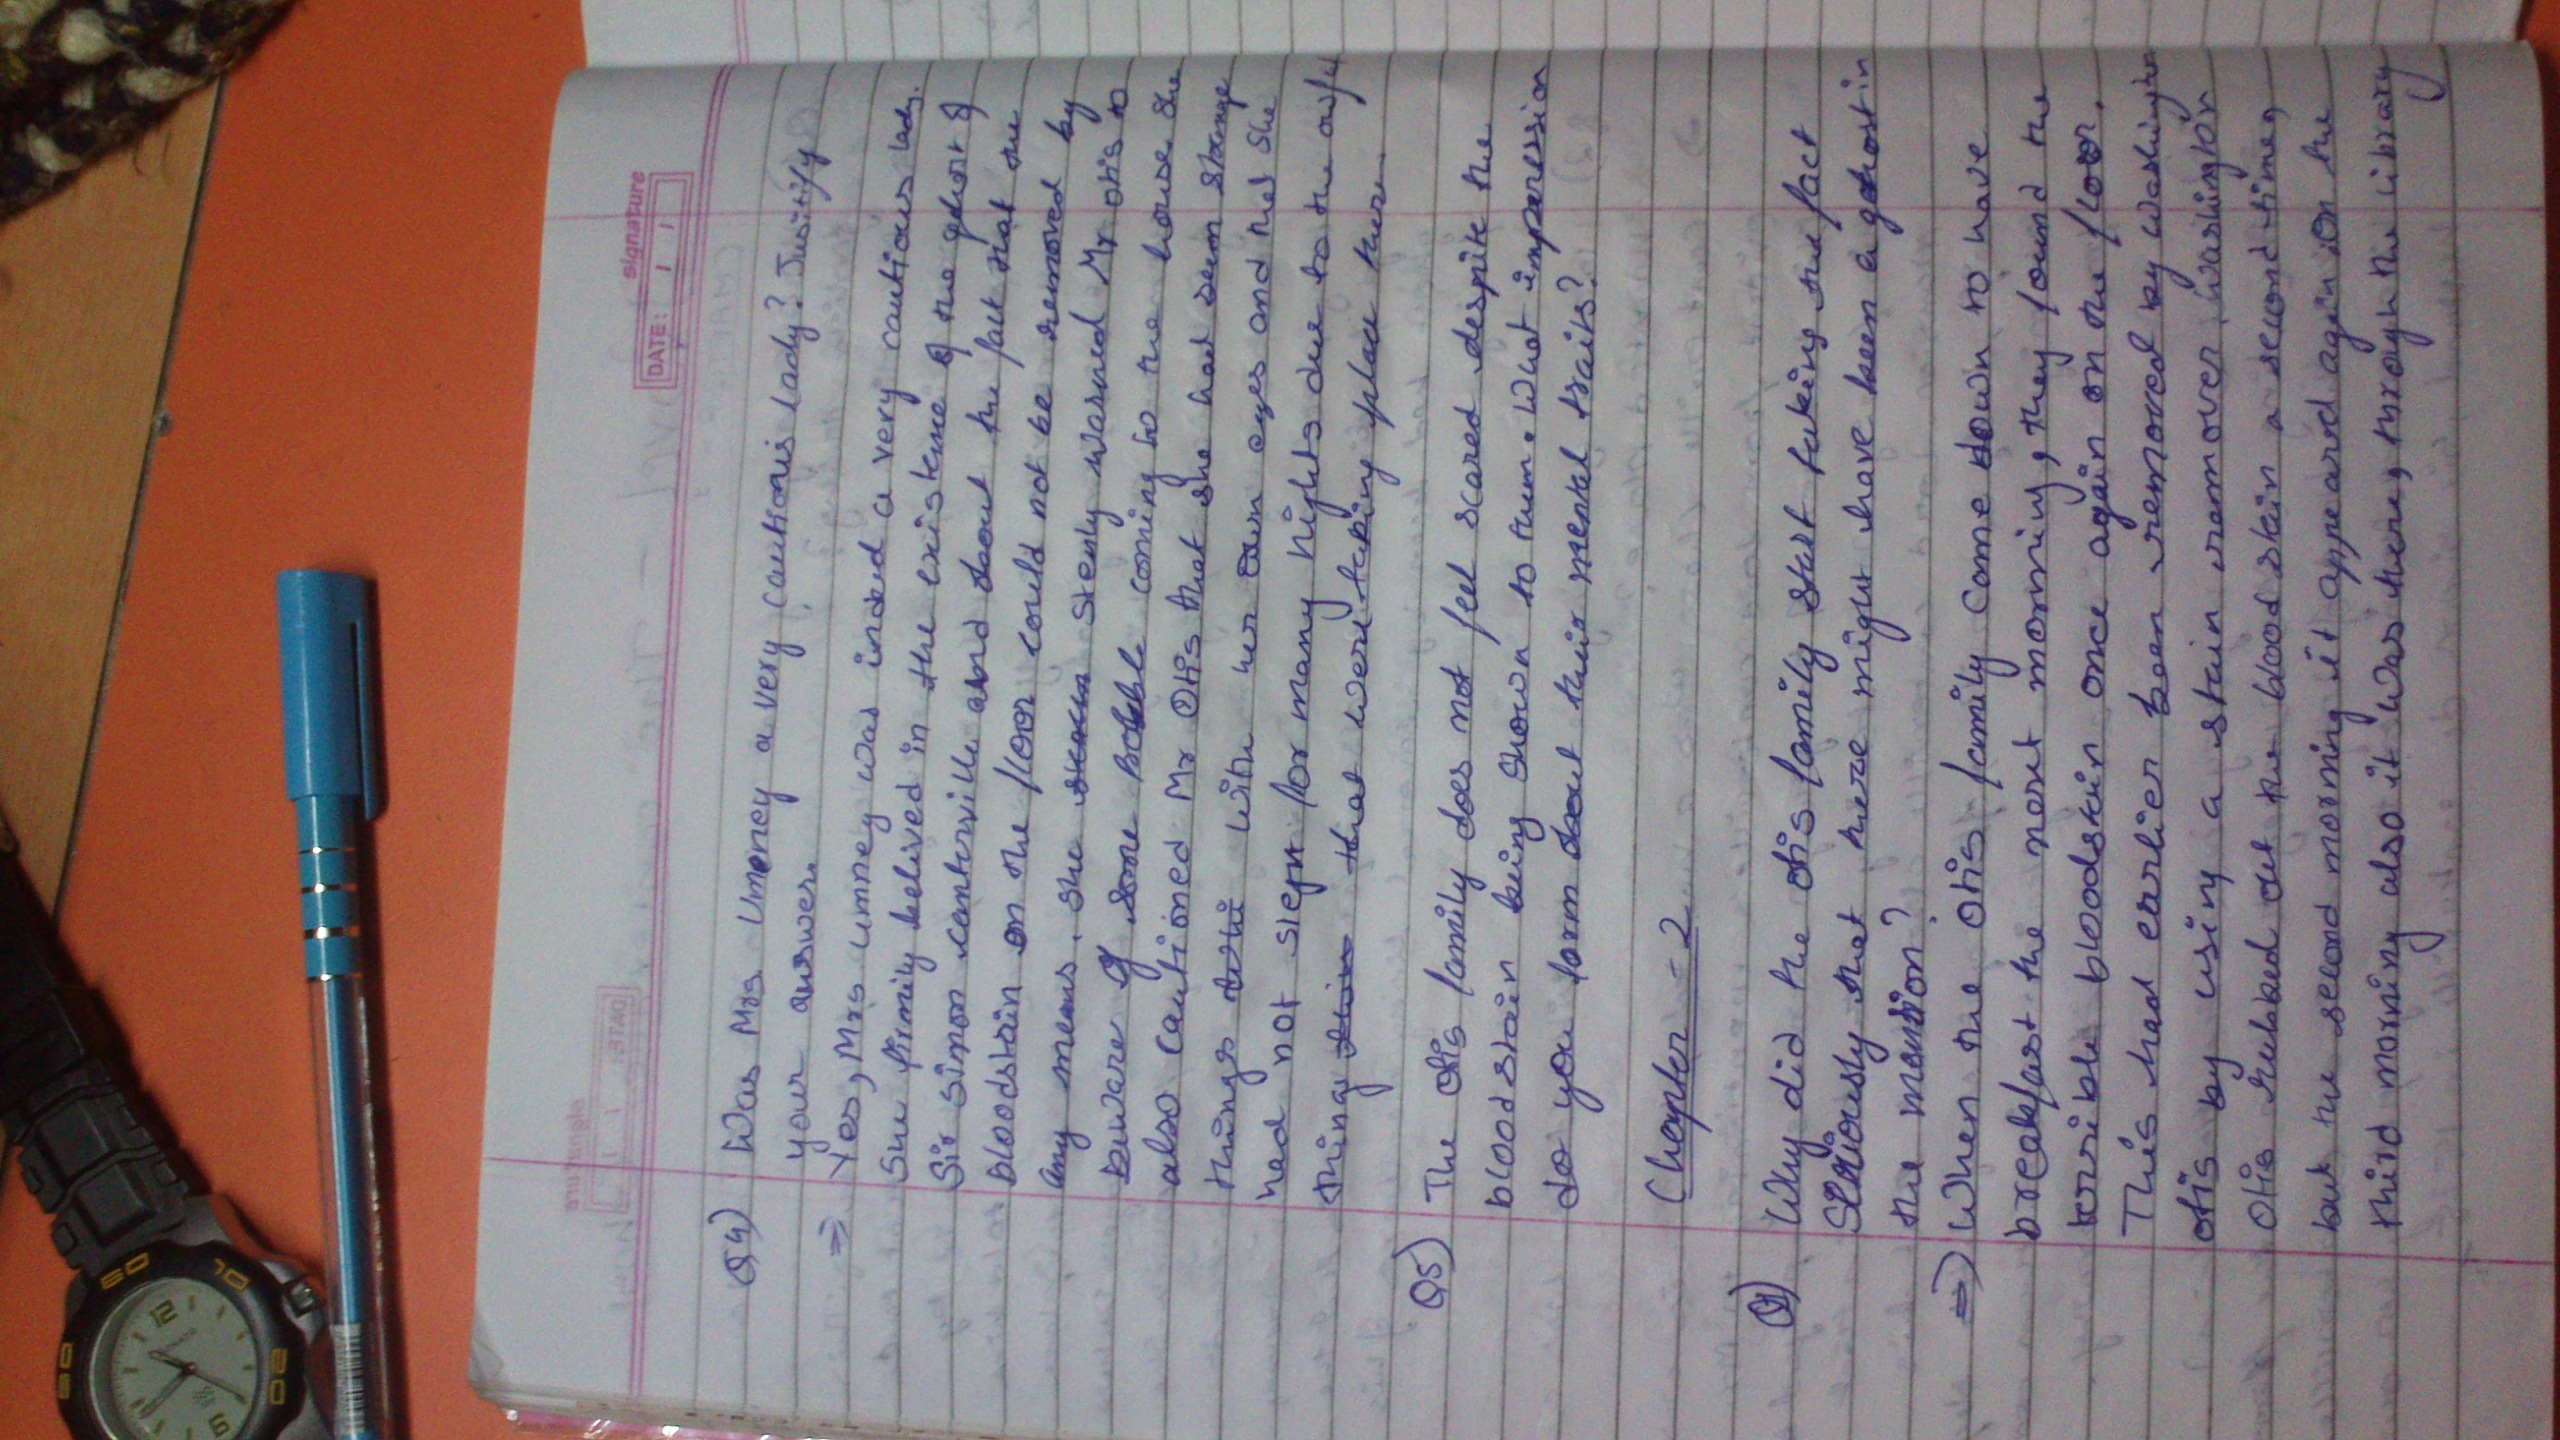 signature
DATE: / /
Q4) Was Mrs Umoney a very cautious lady? Justify
your answer.
⇒ Yes, Mrs Umney was indeed a very cautious lady.
She firmily belived in the existence of the ghost of
Sir Simon canterville and about the fact that the
bloodstain on the floor could not be removed by
any means. She stenly warned Mr otis to
beware of some coming to the house she
also cautioned Mr Otis that she had seen strange
things with her own eyes and that she
had not slept for many nights due to the awful
things that were taking place there
Q5) The otis family does not feel scared despite the
bloodstain being shown to them. What impression
do you form about their mental traits?
Chapter - 2
Why did the otis family start taking the fact
seriously that there might have been a ghost in
the mansion?
⇒ When the Otis family came down to have
breakfast the next morning, they found the
terrible bloodstain once again on the floor.
This had earlier been removed by Washington
otis by using a stain remover. Washington
Otis rubbed out the blood stain a second time,
but the second morning it appeared again on the
third morning also it was there, through the library